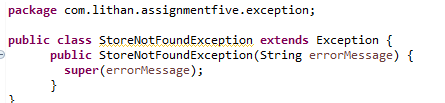 package com.lithan.assignmentfive.exception;
public class StoreNotFoundException extends Exception {
public StoreNotFoundException(String errorMessage) {
super(errorMessage);
}
}